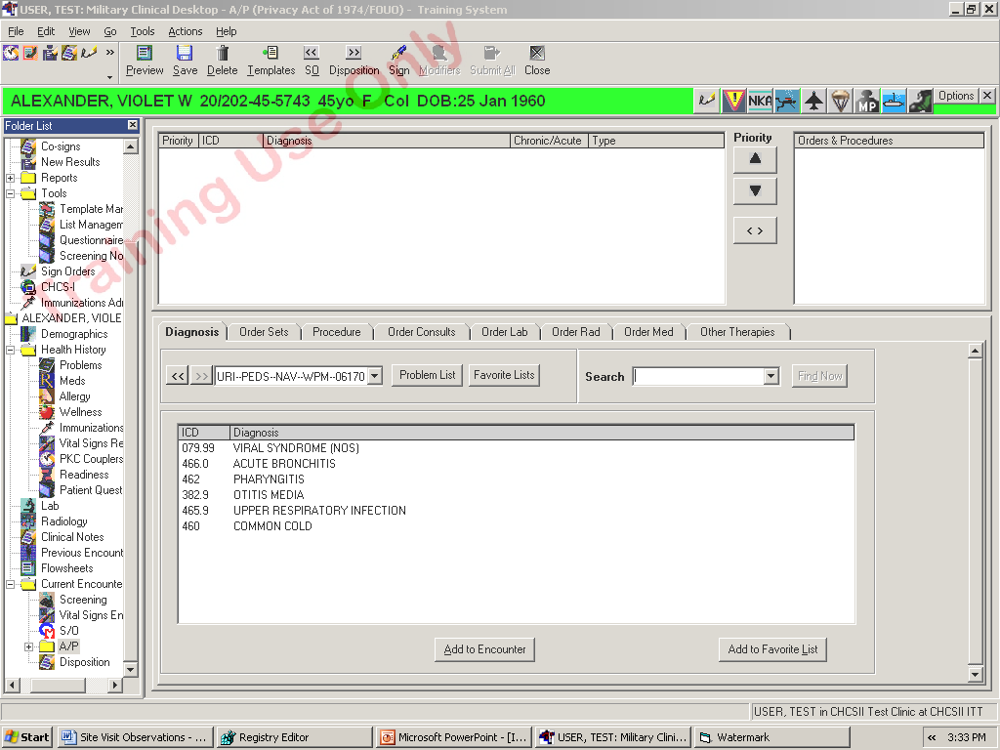 USER, TEST: Military Clinical Desktop - A/P (Privacy Act of 1974/FOUO) - Training System
File Edit View Go Tools Actions Help
Preview Save Delete Templates SO Disposition Sign Modifiers Submit All Close
ALEXANDER, VIOLET W 20/202-45-5743 45yo F Col DOB:25 Jan 1960
NKA MP Options
Training Use Only
Folder List
Co-signs
New Results
Reports
Tools
Template Mar
List Managem
Questionnaire
Screening No
Sign Orders
CHCS-I
Immunizations Adr
ALEXANDER, VIOLE
Demographics
Health History
Problems
Meds
Allergy
Wellness
Immunizations
Vital Signs Re
PKC Couplers
Readiness
Patient Quest
Lab
Radiology
Clinical Notes
Previous Encount
Flowsheets
Current Encounte
Screening
Vital Signs En
S/O
A/P
Disposition
Priority ICD Diagnosis Chronic/Acute Type
Priority
< >
Orders & Procedures
Diagnosis Order Sets Procedure Order Consults Order Lab Order Rad Order Med Other Therapies
<< >> URI--PEDS--NAV--WPM--06170 Problem List Favorite Lists Search Find Now
ICD Diagnosis
079.99 VIRAL SYNDROME (NOS)
466.0 ACUTE BRONCHITIS
462 PHARYNGITIS
382.9 OTITIS MEDIA
465.9 UPPER RESPIRATORY INFECTION
460 COMMON COLD
Add to Encounter Add to Favorite List
USER, TEST in CHCSII Test Clinic at CHCSII ITT
Start Site Visit Observations - ... Registry Editor Microsoft PowerPoint - [I... USER, TEST: Military Clini... Watermark « 3:33 PM